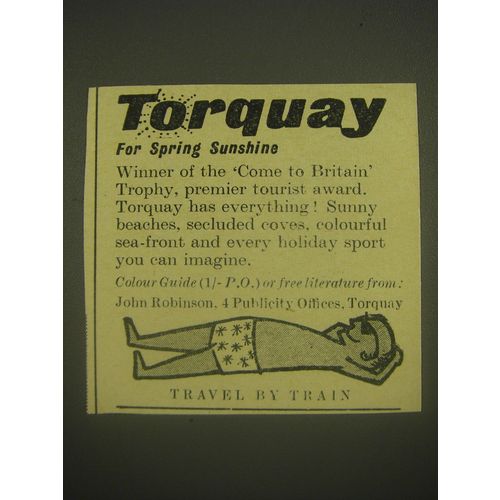 Torquay
For Spring Sunshine
Winner of the 'Come to Britain'
Trophy, premier tourist award.
Torquay has everything! Sunny
beaches, secluded coves, colourful
sea-front and every holiday sport
you can imagine.
Colour Guide (1/- P.O.) or free literature from:
John Robinson, 4 Publicity Offices, Torquay
TRAVEL BY TRAIN